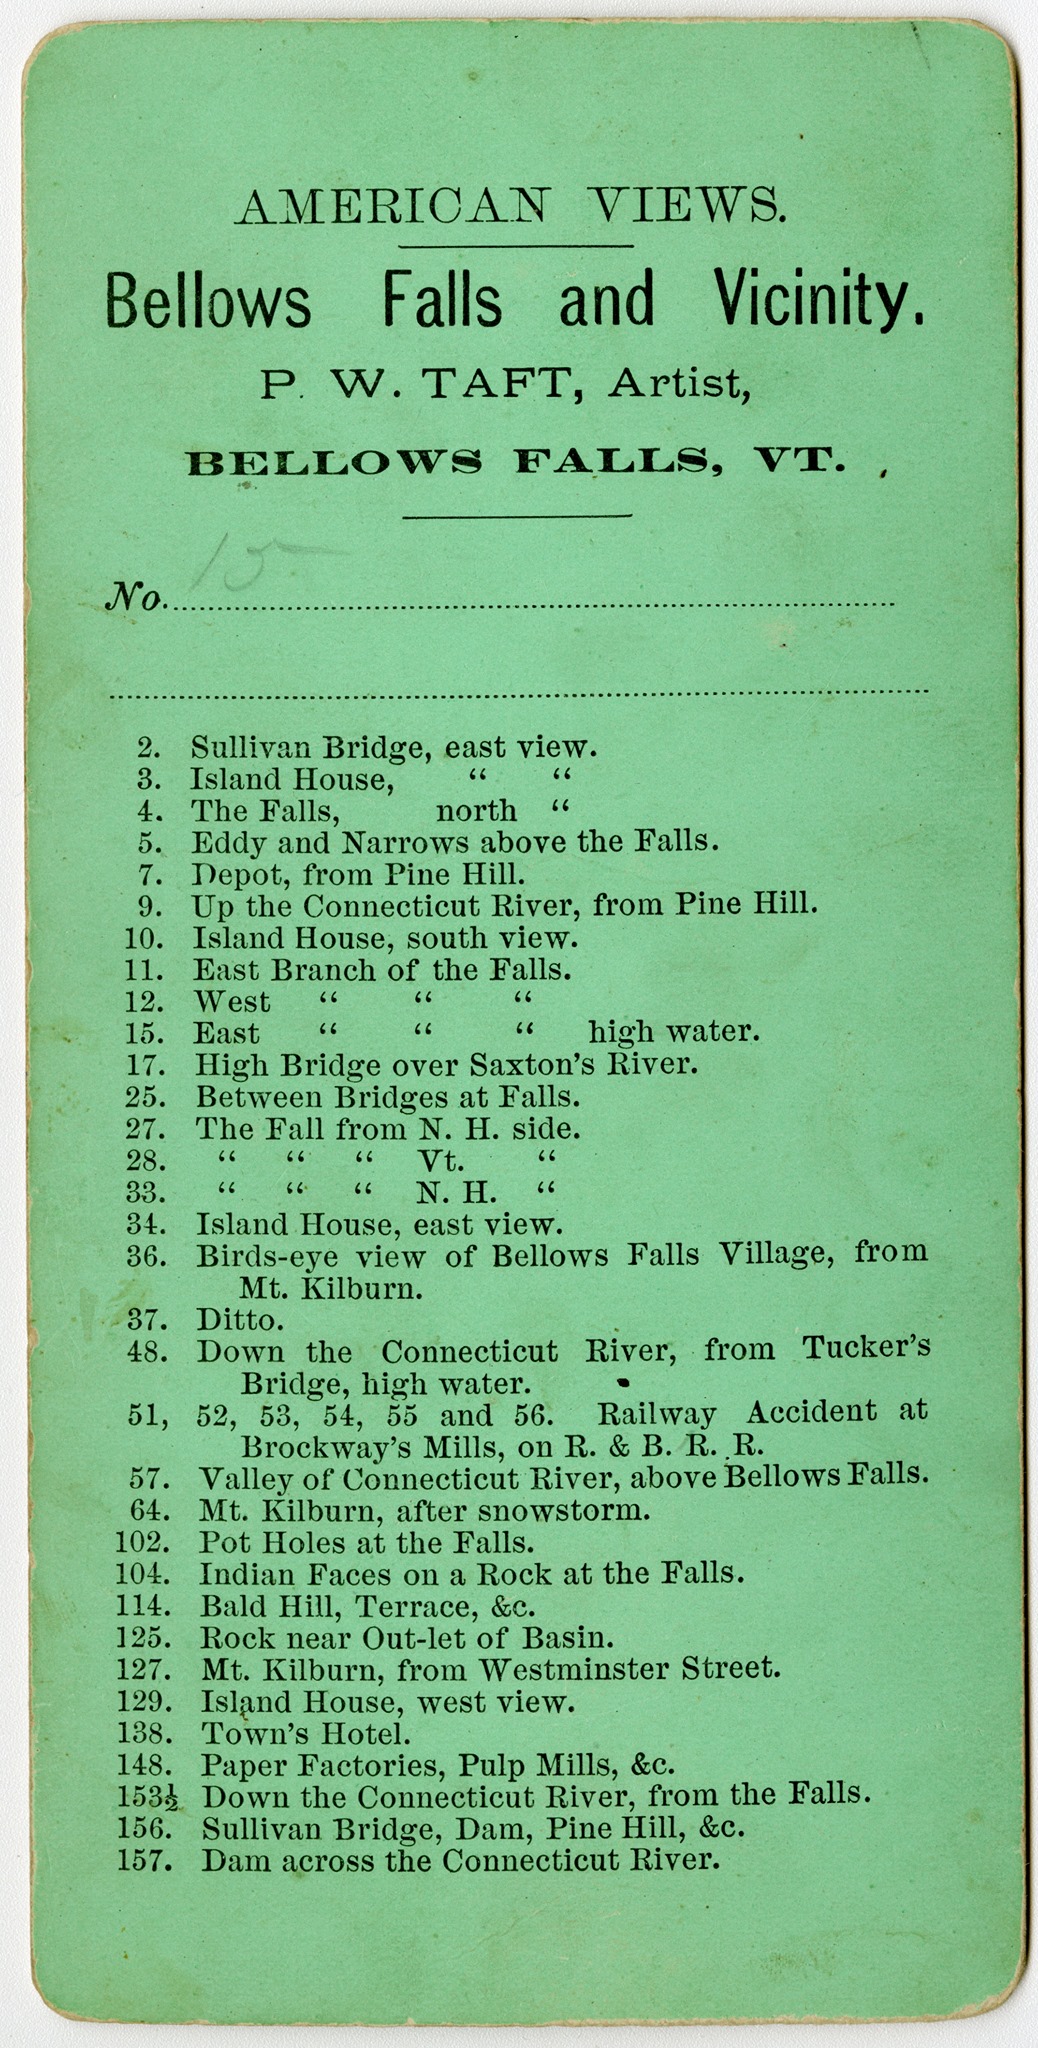 AMERICAN VIEWS.
Bellows Falls and Vicinity.
P. W. TAFT, Artist,
BELLOWS FALLS, VT.
15
No.
2. Sullivan Bridge, east view.
3. Island House, “ “
4. The Falls, north “
5. Eddy and Narrows above the Falls.
7. Depot, from Pine Hill.
9. Up the Connecticut River, from Pine Hill.
10. Island House, south view.
11. East Branch of the Falls.
12. West “ “ “
15. East “ “ “ high water.
17. High Bridge over Saxton's River.
25. Between Bridges at Falls.
27. The Fall from N. H. side.
28. “ “ “ Vt. “
33. “ “ “ N. H. “
34. Island House, east view.
36. Birds-eye view of Bellows Falls Village, from
Mt. Kilburn.
37. Ditto.
48. Down the Connecticut River, from Tucker's
Bridge, high water.
51, 52, 53, 54, 55 and 56. Railway Accident at
Brockway's Mills, on R. & B. R. R.
57. Valley of Connecticut River, above Bellows Falls.
64. Mt. Kilburn, after snowstorm.
102. Pot Holes at the Falls.
104. Indian Faces on a Rock at the Falls.
114. Bald Hill, Terrace, &c.
125. Rock near Out-let of Basin.
127. Mt. Kilburn, from Westminster Street.
129. Island House, west view.
138. Town's Hotel.
148. Paper Factories, Pulp Mills, &c.
153½ Down the Connecticut River, from the Falls.
156. Sullivan Bridge, Dam, Pine Hill, &c.
157. Dam across the Connecticut River.